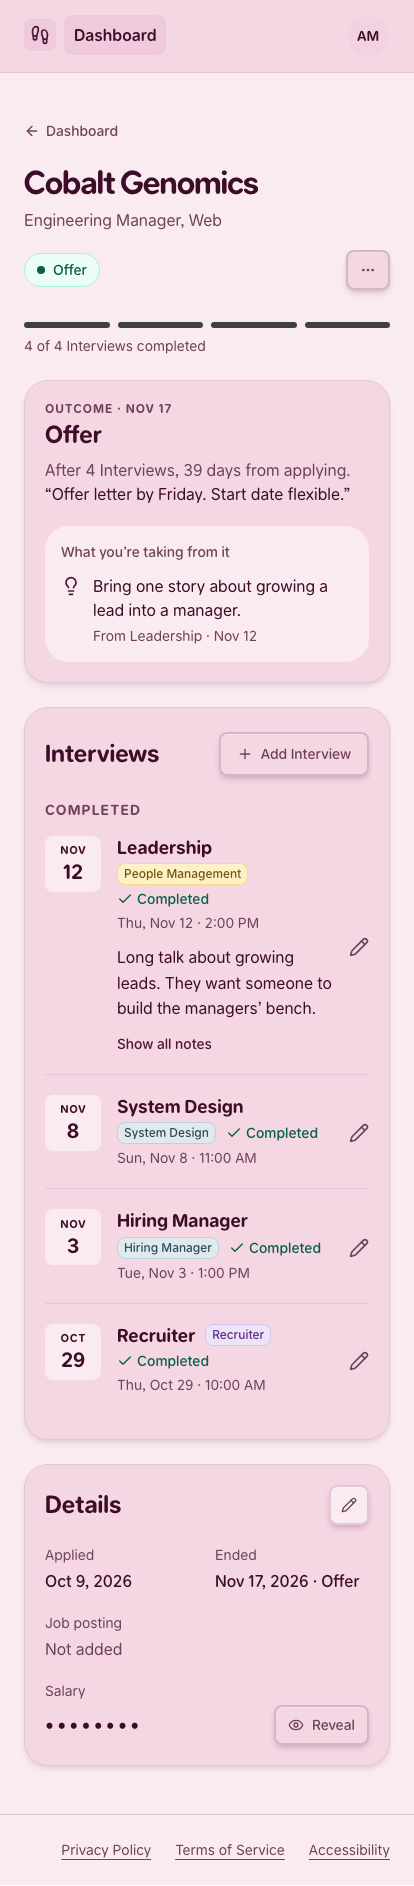 Dashboard
AM
Dashboard
Cobalt Genomics
Engineering Manager, Web
Offer
4 of 4 Interviews completed
OUTCOME · NOV 17
Offer
After 4 Interviews, 39 days from applying.
“Offer letter by Friday. Start date flexible.”
What you’re taking from it
Bring one story about growing a
lead into a manager.
From Leadership · Nov 12
Interviews
Add Interview
COMPLETED
NOV
12
Leadership
People Management
Completed
Thu, Nov 12 · 2:00 PM
Long talk about growing
leads. They want someone to
build the managers’ bench.
Show all notes
NOV
8
System Design
System Design Completed
Sun, Nov 8 · 11:00 AM
NOV
3
Hiring Manager
Hiring Manager Completed
Tue, Nov 3 · 1:00 PM
OCT
29
Recruiter Recruiter
Completed
Thu, Oct 29 · 10:00 AM
Details
Applied
Oct 9, 2026
Ended
Nov 17, 2026 · Offer
Job posting
Not added
Salary
••••••••
Reveal
Privacy Policy Terms of Service Accessibility